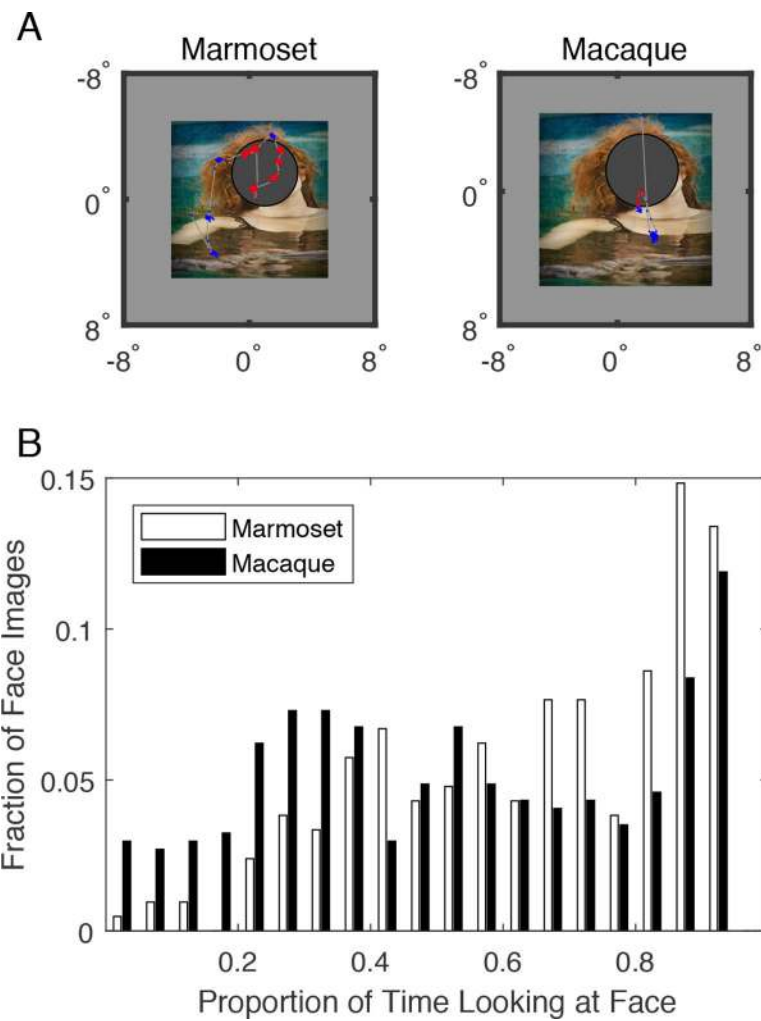 A
Marmoset
Macaque
-8°
0°
8°
-8°
0°
8°
-8°
0°
8°
-8°
0°
8°
B
0.15
0.1
0.05
0
Marmoset
Macaque
Fraction of Face Images
0.2
0.4
0.6
0.8
Proportion of Time Looking at Face